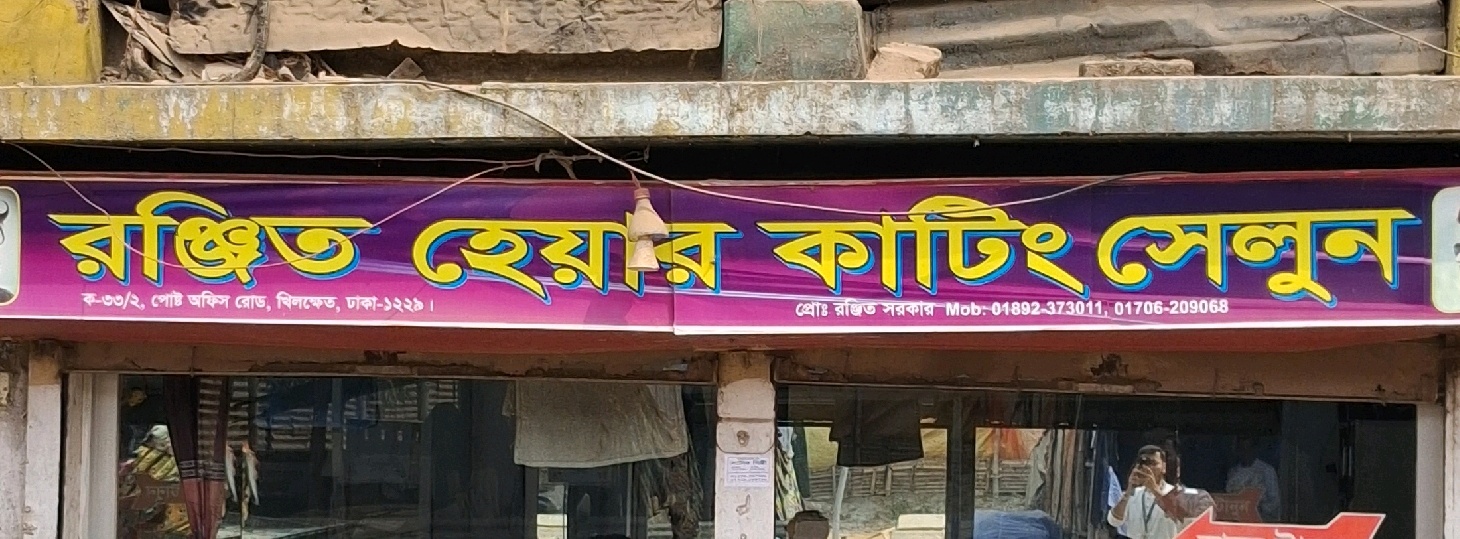 রঞ্জিত হেয়ার কাটিং সেলুন
ক-৩৩/২, পোষ্ট অফিস রোড, খিলক্ষেত, ঢাকা-১২২৯।
প্রোঃ রঞ্জিত সরকার Mob: 01892-373011, 01706-209068